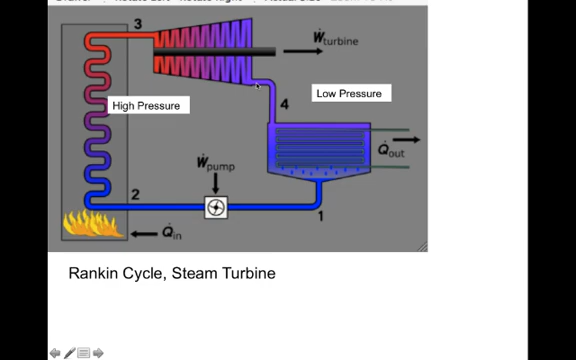 3
Ẇturbine
High Pressure
Low Pressure
4
Q̇out
Ẇpump
2
1
Q̇in
Rankin Cycle, Steam Turbine